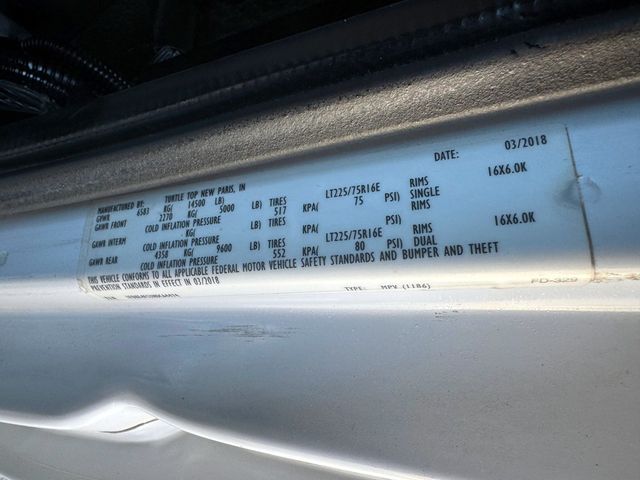 MANUFACTURED BY: TURTLE TOP NEW PARIS, IN DATE: 03/2018
GVWR 6583 KG( 14500 LB)
GAWR FRONT 2270 KG( 5000 LB) TIRES LT225/75R16E RIMS 16X6.0K
COLD INFLATION PRESSURE 517 KPA( 75 PSI) SINGLE
GAWR INTERM KG( LB) TIRES RIMS
COLD INFLATION PRESSURE KPA( PSI)
GAWR REAR 4358 KG( 9600 LB) TIRES LT225/75R16E RIMS 16X6.0K
COLD INFLATION PRESSURE 552 KPA( 80 PSI) DUAL
THIS VEHICLE CONFORMS TO ALL APPLICABLE FEDERAL MOTOR VEHICLE SAFETY STANDARDS AND BUMPER AND THEFT
PREVENTION STANDARDS IN EFFECT IN 03/2018
TYPE: MPV (1186)